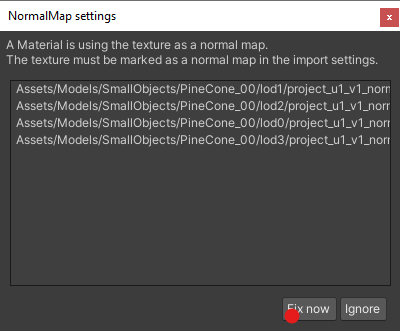 NormalMap settings
x
A Material is using the texture as a normal map.
The texture must be marked as a normal map in the import settings.
Assets/Models/SmallObjects/PineCone_00/lod1/project_u1_v1_norm
Assets/Models/SmallObjects/PineCone_00/lod2/project_u1_v1_norm
Assets/Models/SmallObjects/PineCone_00/lod0/project_u1_v1_norm
Assets/Models/SmallObjects/PineCone_00/lod3/project_u1_v1_norm
Fix now Ignore